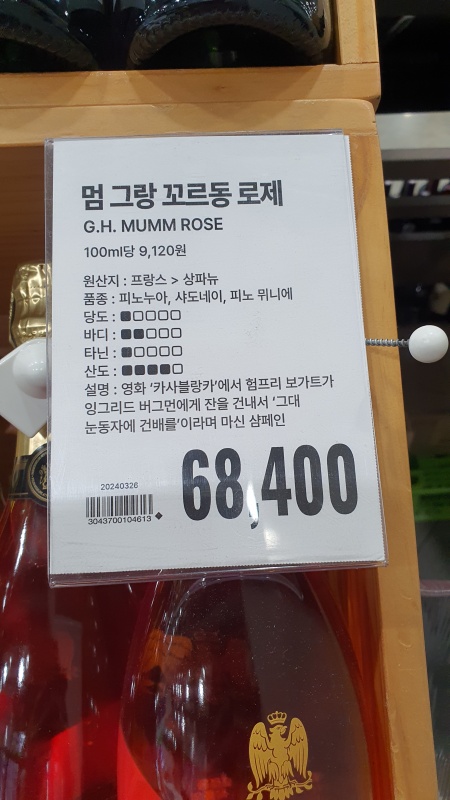 멈 그랑 꼬르동 로제
G.H. MUMM ROSE
100ml당 9,120원
원산지 : 프랑스 > 상파뉴
품종 : 피노누아, 샤도네이, 피노 뮈니에
당도 : ■□□□□
바디 : ■■□□□
타닌 : ■□□□□
산도 : ■■■■□
설명 : 영화 '카사블랑카'에서 험프리 보가트가
잉그리드 버그먼에게 잔을 건내서 '그대
눈동자에 건배를'이라며 마신 샴페인
20240326
3043700104613
68,400